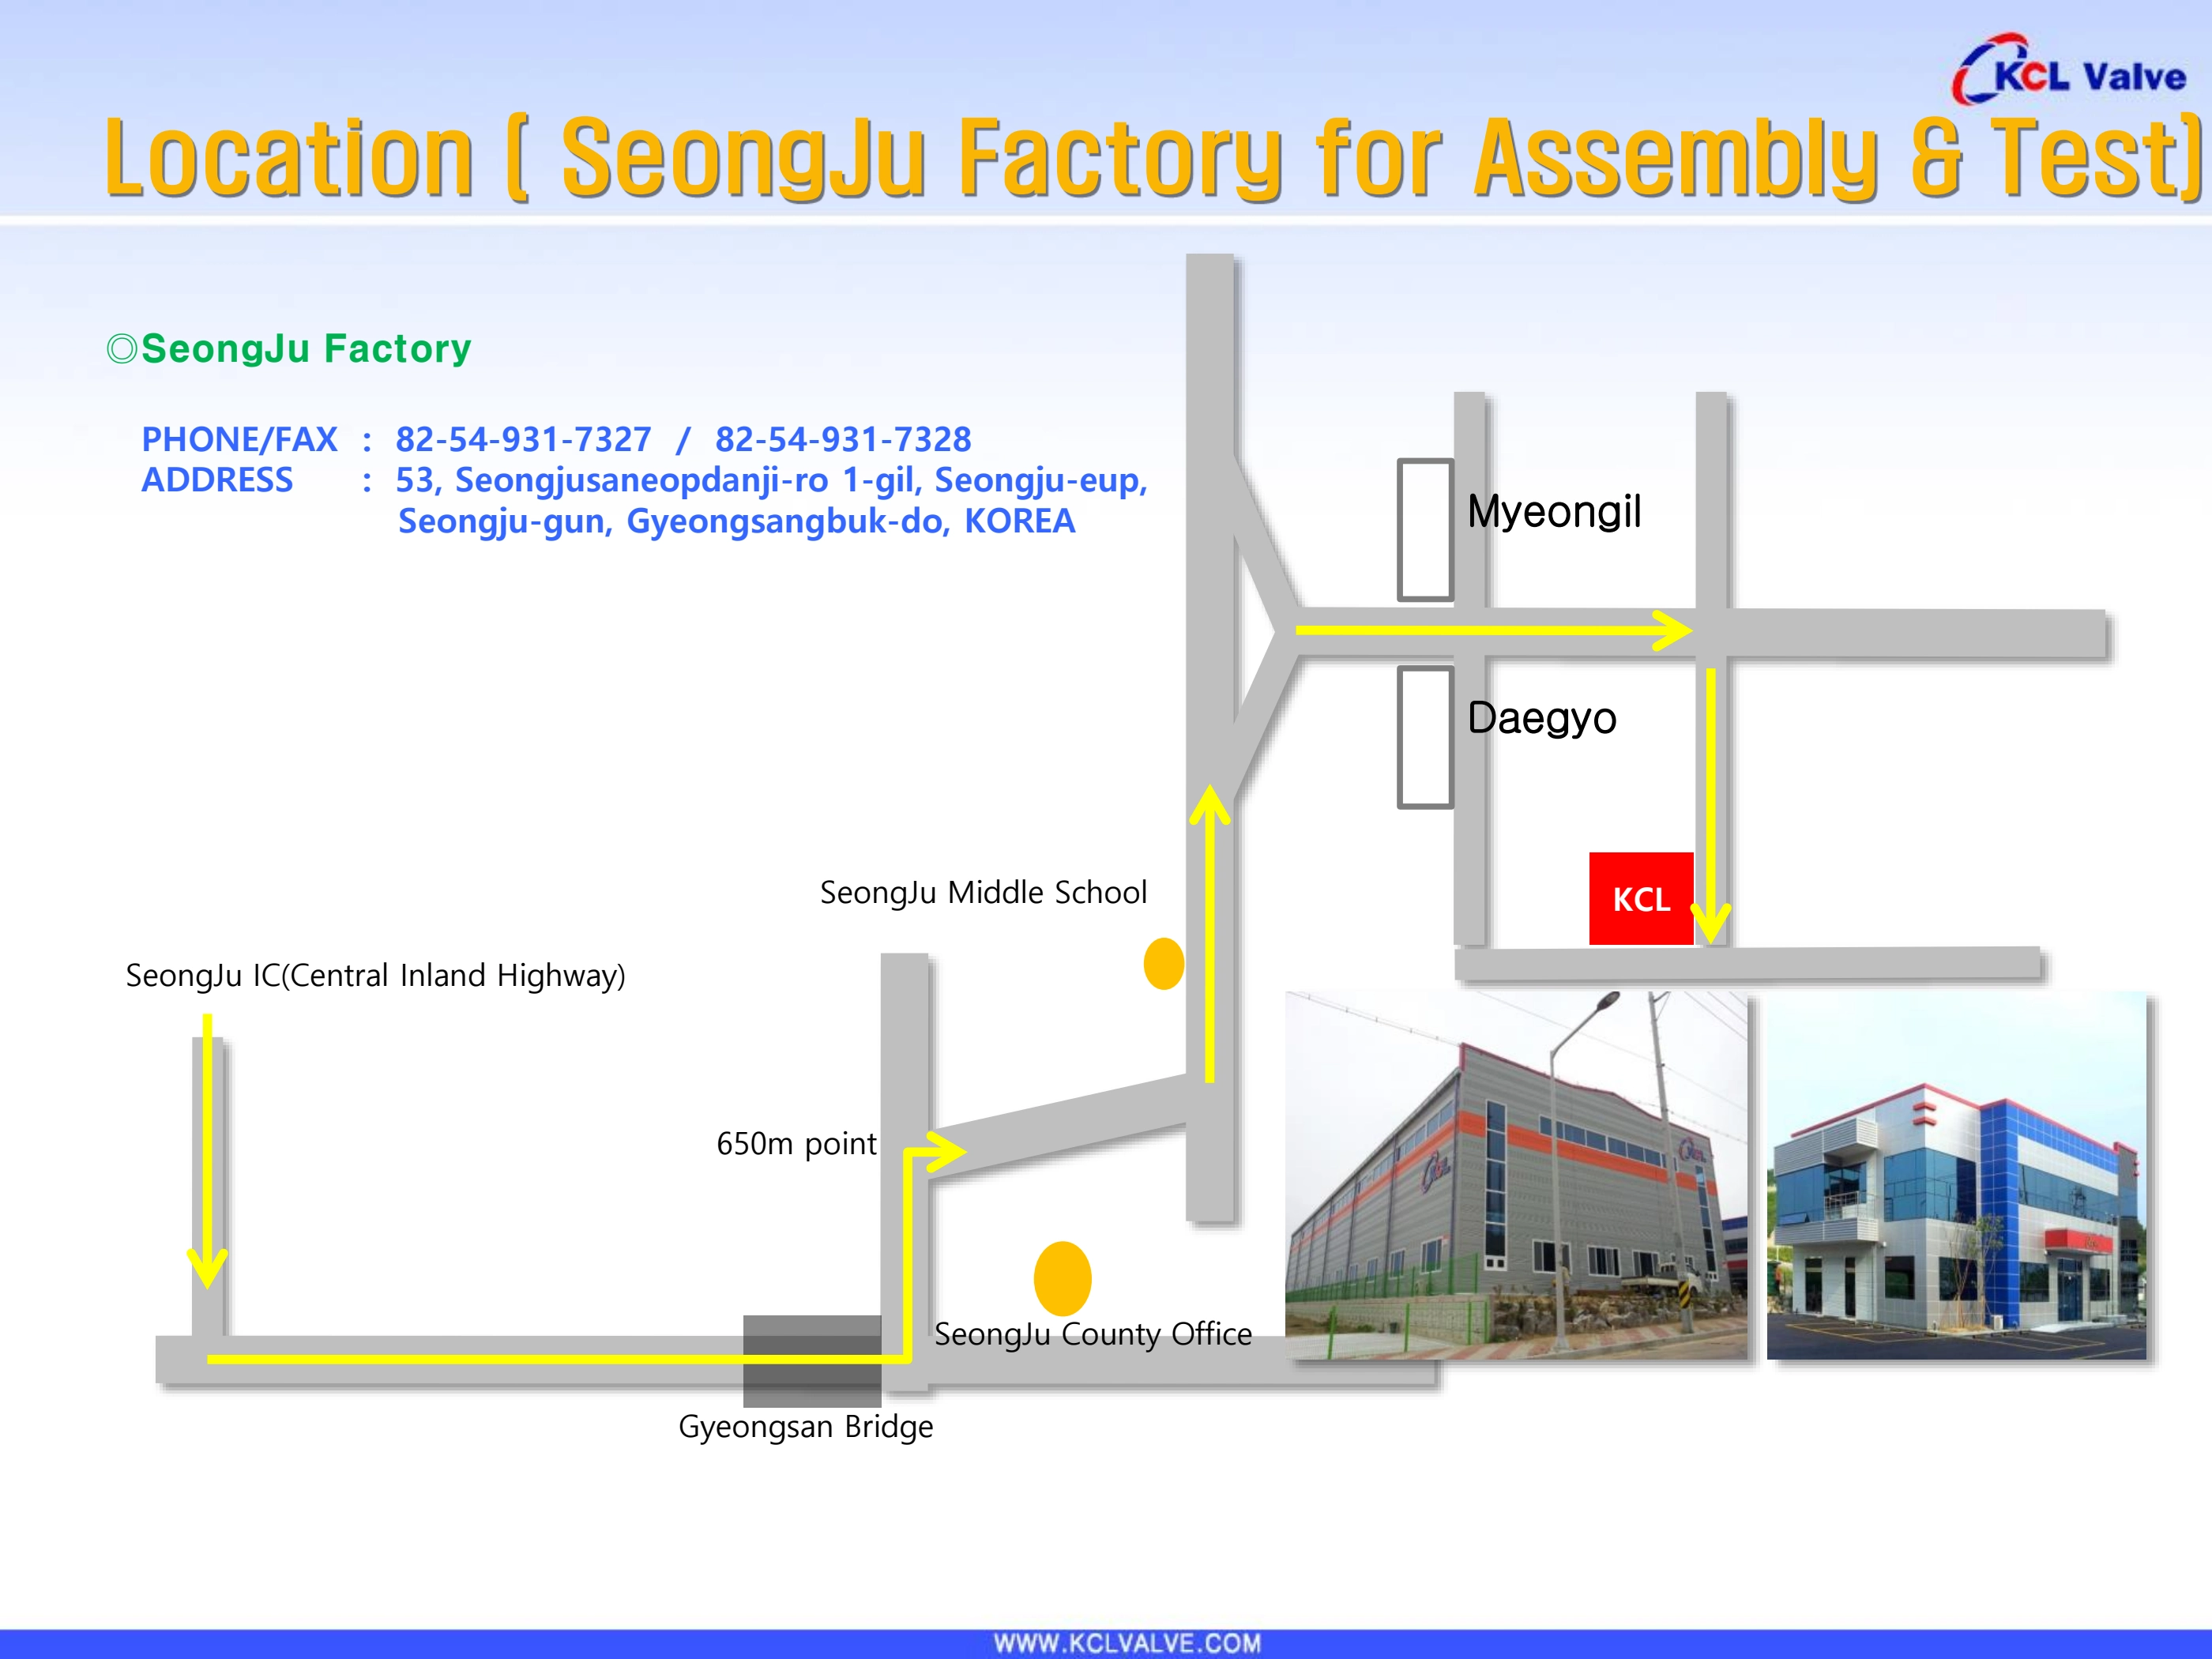 KCL Valve
Location ( SeongJu Factory for Assembly & Test)
◎SeongJu Factory
PHONE/FAX : 82-54-931-7327 / 82-54-931-7328
ADDRESS : 53, Seongjusaneopdanji-ro 1-gil, Seongju-eup,
Seongju-gun, Gyeongsangbuk-do, KOREA
Myeongil
Daegyo
SeongJu Middle School
KCL
SeongJu IC(Central Inland Highway)
650m point
SeongJu County Office
Gyeongsan Bridge
KCL
KCL
WWW.KCLVALVE.COM